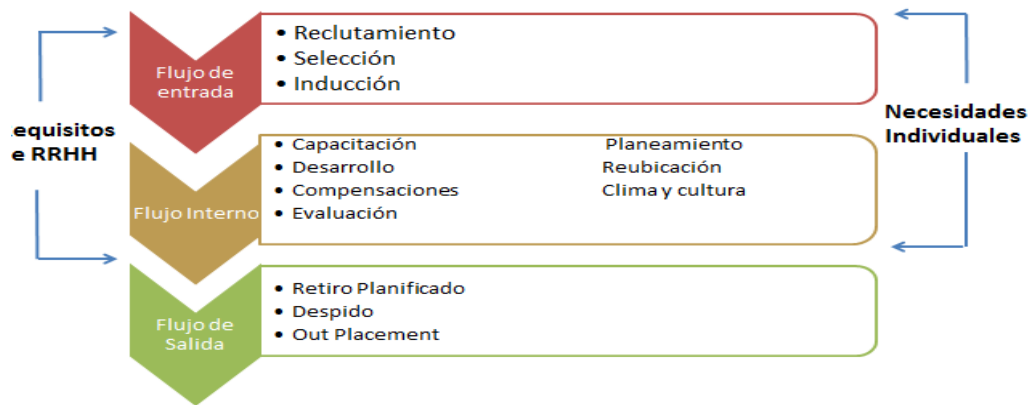 equisitos
e RRHH
Flujo de
entrada
• Reclutamiento
• Selección
• Inducción
Flujo Interno
• Capacitación Planeamiento
• Desarrollo Reubicación
• Compensaciones Clima y cultura
• Evaluación
Flujo de
Salida
• Retiro Planificado
• Despido
• Out Placement
Necesidades
Individuales